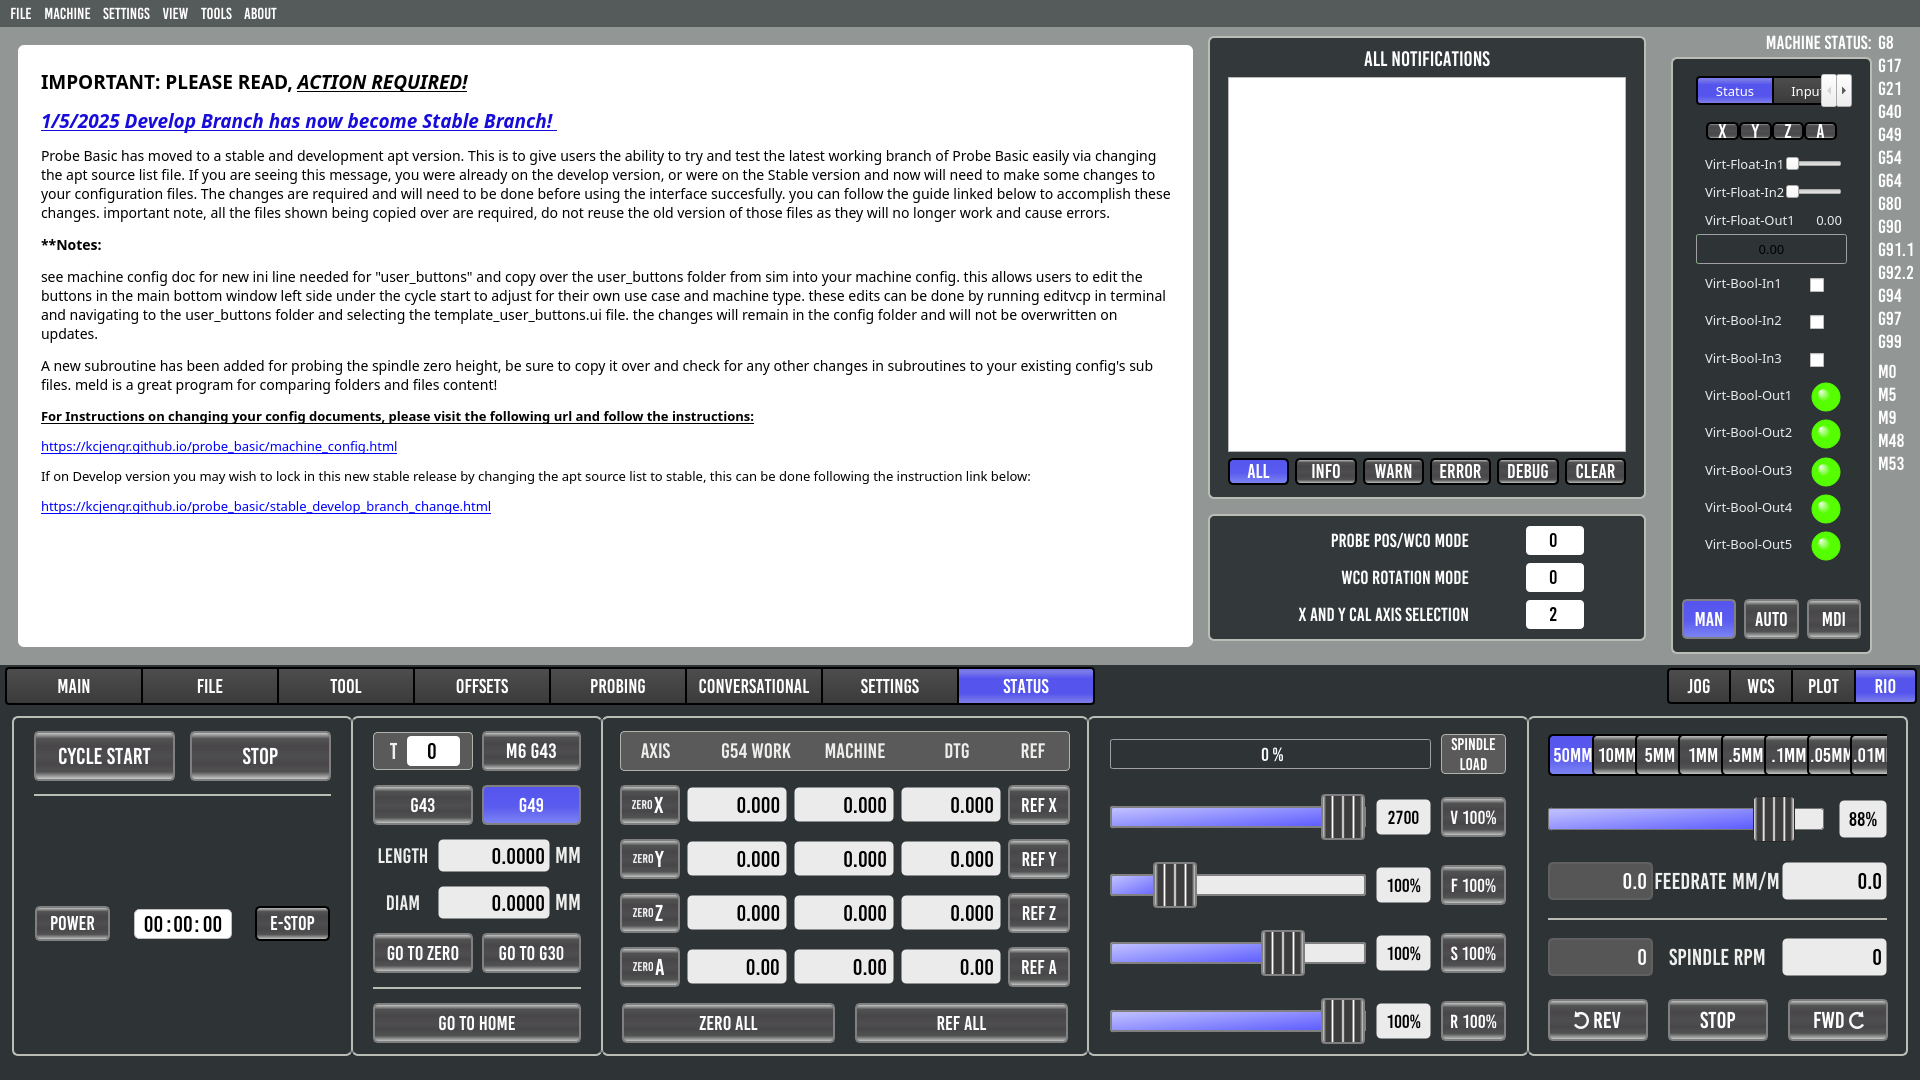 FILE MACHINE SETTINGS VIEW TOOLS ABOUT
IMPORTANT: PLEASE READ, ACTION REQUIRED!
1/5/2025 Develop Branch has now become Stable Branch!
Probe Basic has moved to a stable and development apt version. This is to give users the ability to try and test the latest working branch of Probe Basic easily via changing
the apt source list file. If you are seeing this message, you were already on the develop version, or were on the Stable version and now will need to make some changes to
your configuration files. The changes are required and will need to be done before using the interface succesfully. you can follow the guide linked below to accomplish these
changes. important note, all the files shown being copied over are required, do not reuse the old version of those files as they will no longer work and cause errors.
**Notes:
see machine config doc for new ini line needed for "user_buttons" and copy over the user_buttons folder from sim into your machine config. this allows users to edit the
buttons in the main bottom window left side under the cycle start to adjust for their own use case and machine type. these edits can be done by running editvcp in terminal
and navigating to the user_buttons folder and selecting the template_user_buttons.ui file. the changes will remain in the config folder and will not be overwritten on
updates.
A new subroutine has been added for probing the spindle zero height, be sure to copy it over and check for any other changes in subroutines to your existing config's sub
files. meld is a great program for comparing folders and files content!
For Instructions on changing your config documents, please visit the following url and follow the instructions:
https://kcjengr.github.io/probe_basic/machine_config.html
If on Develop version you may wish to lock in this new stable release by changing the apt source list to stable, this can be done following the instruction link below:
https://kcjengr.github.io/probe_basic/stable_develop_branch_change.html
ALL NOTIFICATIONS
ALL INFO WARN ERROR DEBUG CLEAR
PROBE POS/WCO MODE 0
WCO ROTATION MODE 0
X AND Y CAL AXIS SELECTION 2
MACHINE STATUS:
Status Inpu
X Y Z A
Virt-Float-In1
Virt-Float-In2
Virt-Float-Out1 0.00
0.00
Virt-Bool-In1
Virt-Bool-In2
Virt-Bool-In3
Virt-Bool-Out1
Virt-Bool-Out2
Virt-Bool-Out3
Virt-Bool-Out4
Virt-Bool-Out5
MAN AUTO MDI
G8
G17
G21
G40
G49
G54
G64
G80
G90
G91.1
G92.2
G94
G97
G99
M0
M5
M9
M48
M53
MAIN FILE TOOL OFFSETS PROBING CONVERSATIONAL SETTINGS STATUS
JOG WCS PLOT RIO
CYCLE START STOP
POWER 00:00:00 E-STOP
T 0 M6 G43
G43 G49
LENGTH 0.0000 MM
DIAM 0.0000 MM
GO TO ZERO GO TO G30
GO TO HOME
AXIS G54 WORK MACHINE DTG REF
ZERO X 0.000 0.000 0.000 REF X
ZERO Y 0.000 0.000 0.000 REF Y
ZERO Z 0.000 0.000 0.000 REF Z
ZERO A 0.00 0.00 0.00 REF A
ZERO ALL REF ALL
0 % SPINDLE
LOAD
2700 V 100%
100% F 100%
100% S 100%
100% R 100%
50MM 10MM 5MM 1MM .5MM .1MM .05MM .01M
88%
0.0 FEEDRATE MM/M 0.0
0 SPINDLE RPM 0
REV STOP FWD